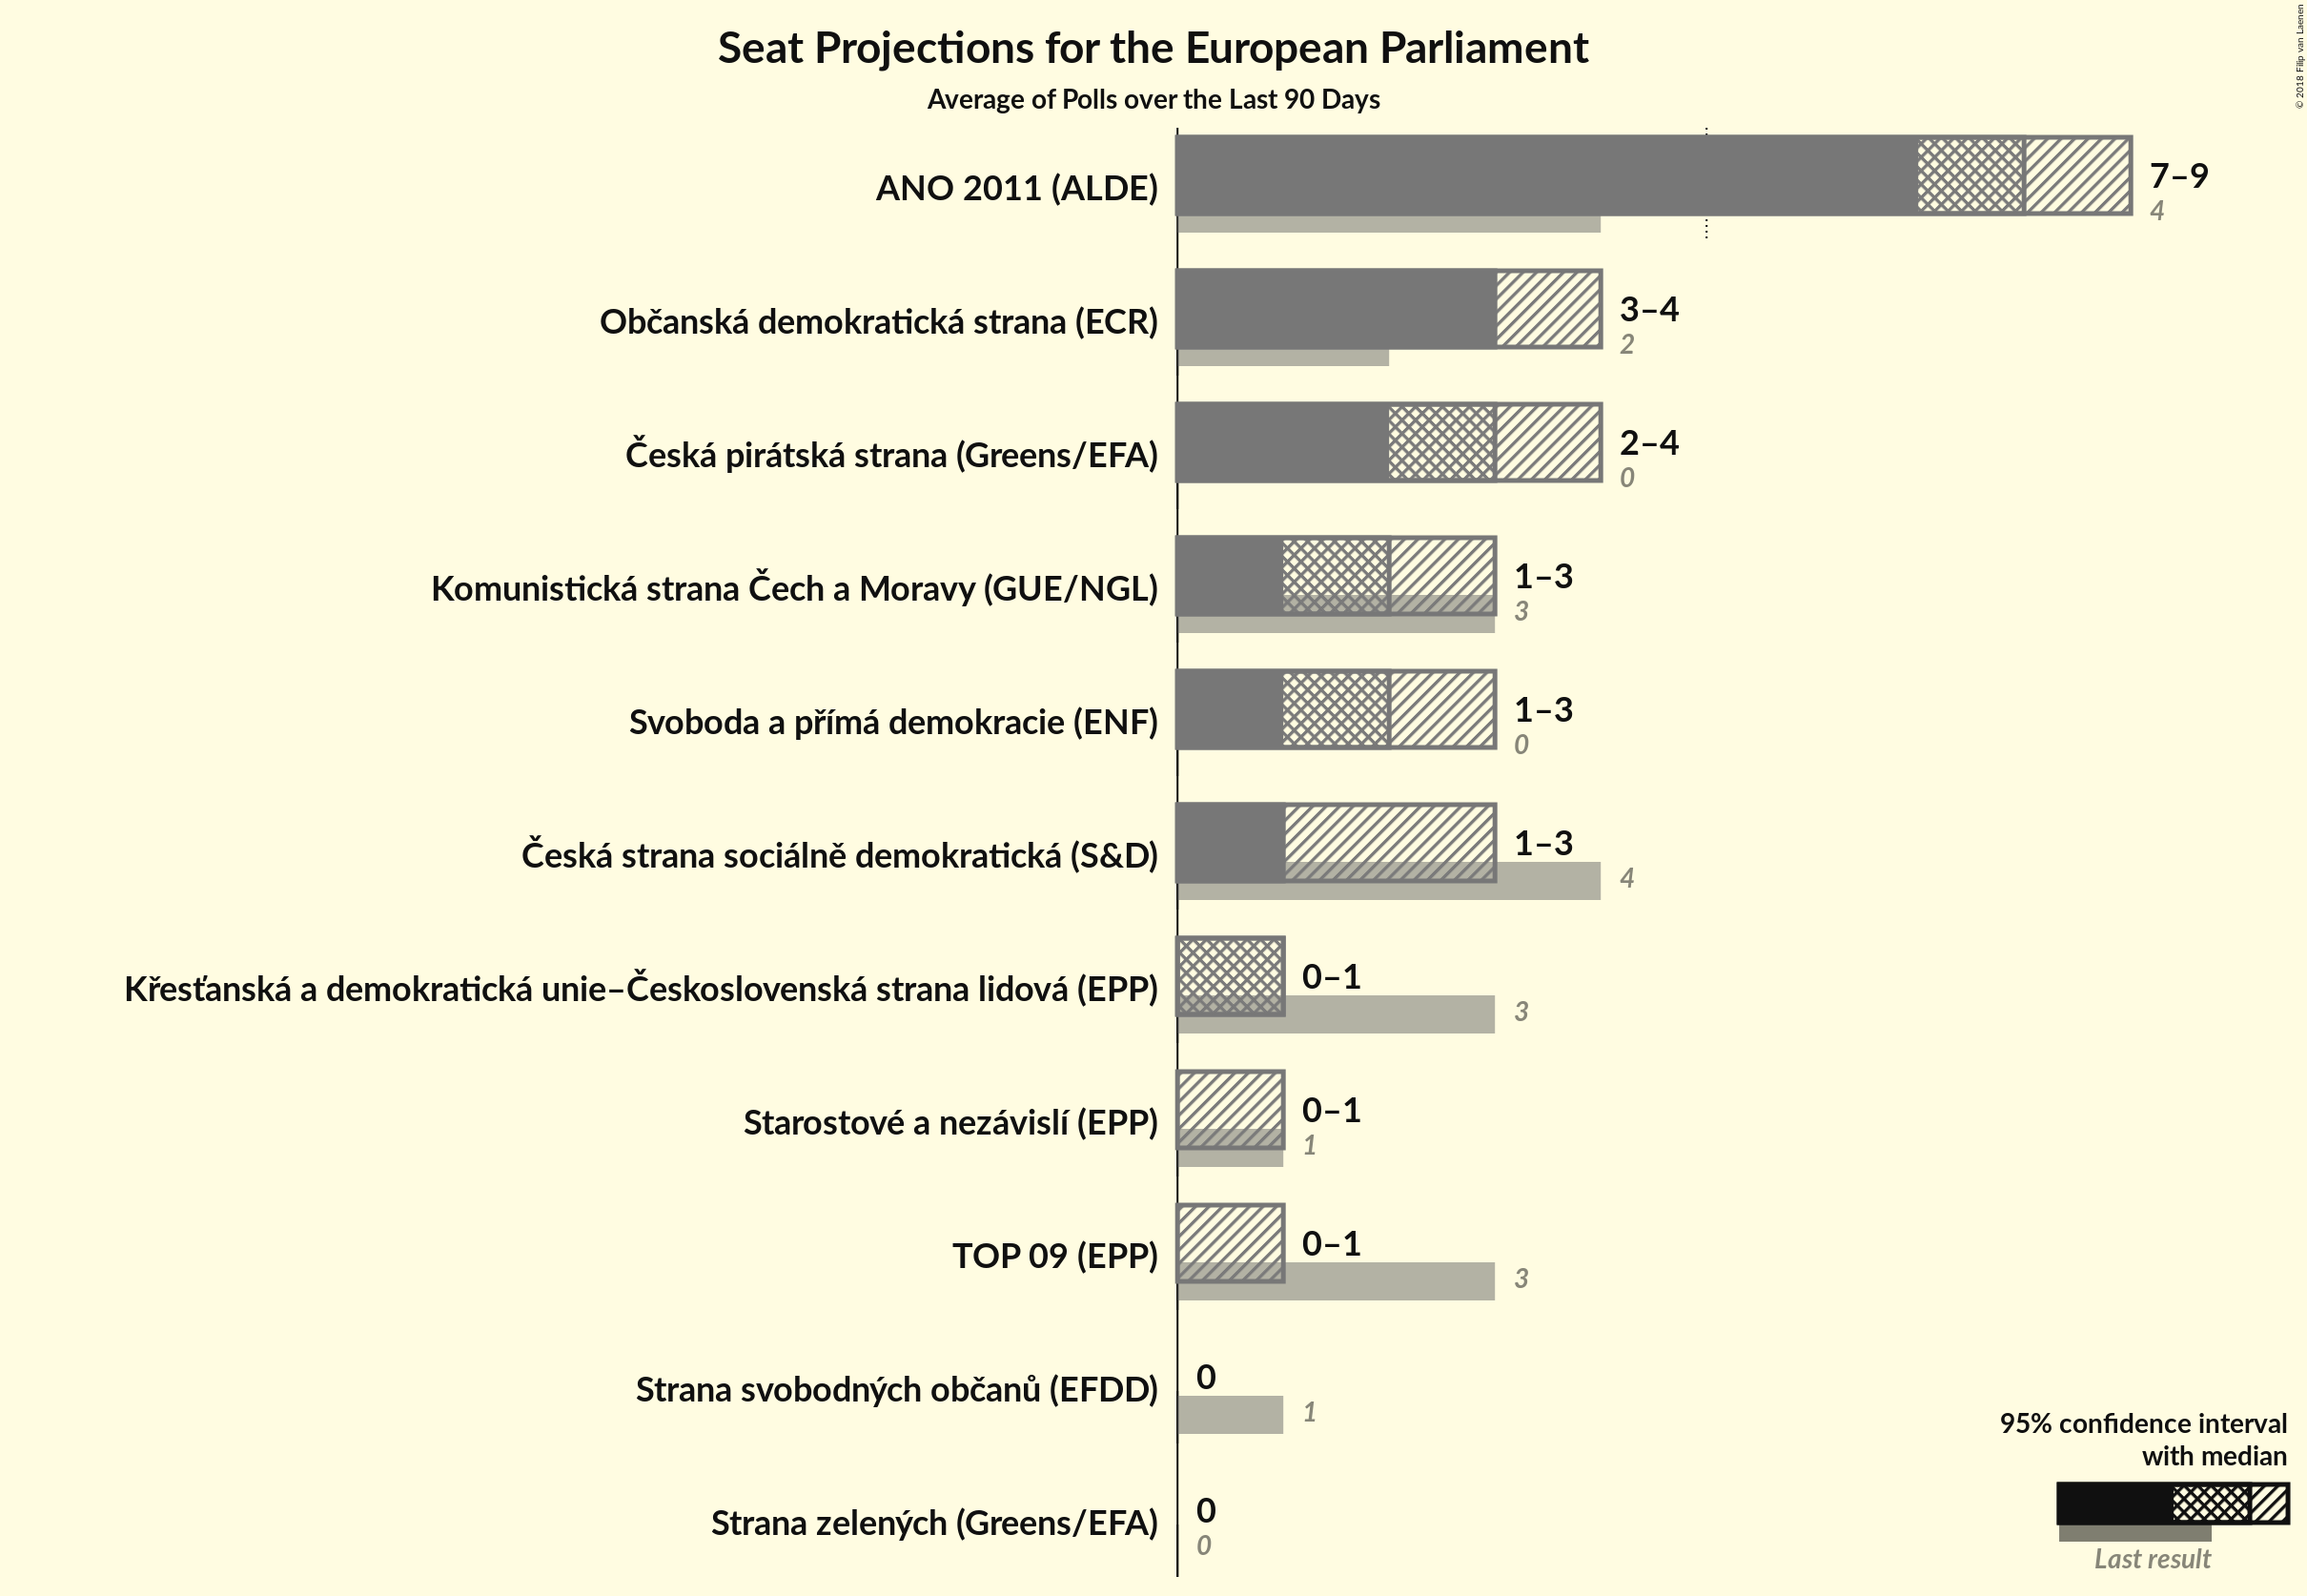 Seat Projections for the European Parliament
Average of Polls over the Last 90 Days
© 2018 Filip van Laenen
ANO 2011 (ALDE)
7–9
4
Občanská demokratická strana (ECR)
3–4
2
Česká pirátská strana (Greens/EFA)
2–4
0
Komunistická strana Čech a Moravy (GUE/NGL)
1–3
3
Svoboda a přímá demokracie (ENF)
1–3
0
Česká strana sociálně demokratická (S&D)
1–3
4
Křesťanská a demokratická unie–Československá strana lidová (EPP)
0–1
3
Starostové a nezávislí (EPP)
0–1
1
TOP 09 (EPP)
0–1
3
Strana svobodných občanů (EFDD)
0
1
Strana zelených (Greens/EFA)
0
0
95% confidence interval
with median
Last result